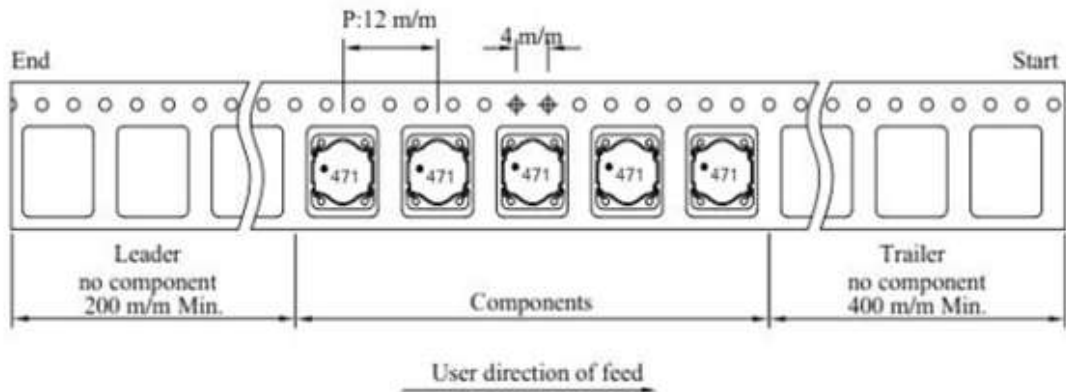 P:12 m/m
4 m/m
End
Start
471
471
471
471
471
Leader
no component
200 m/m Min.
Components
Trailer
no component
400 m/m Min.
User direction of feed